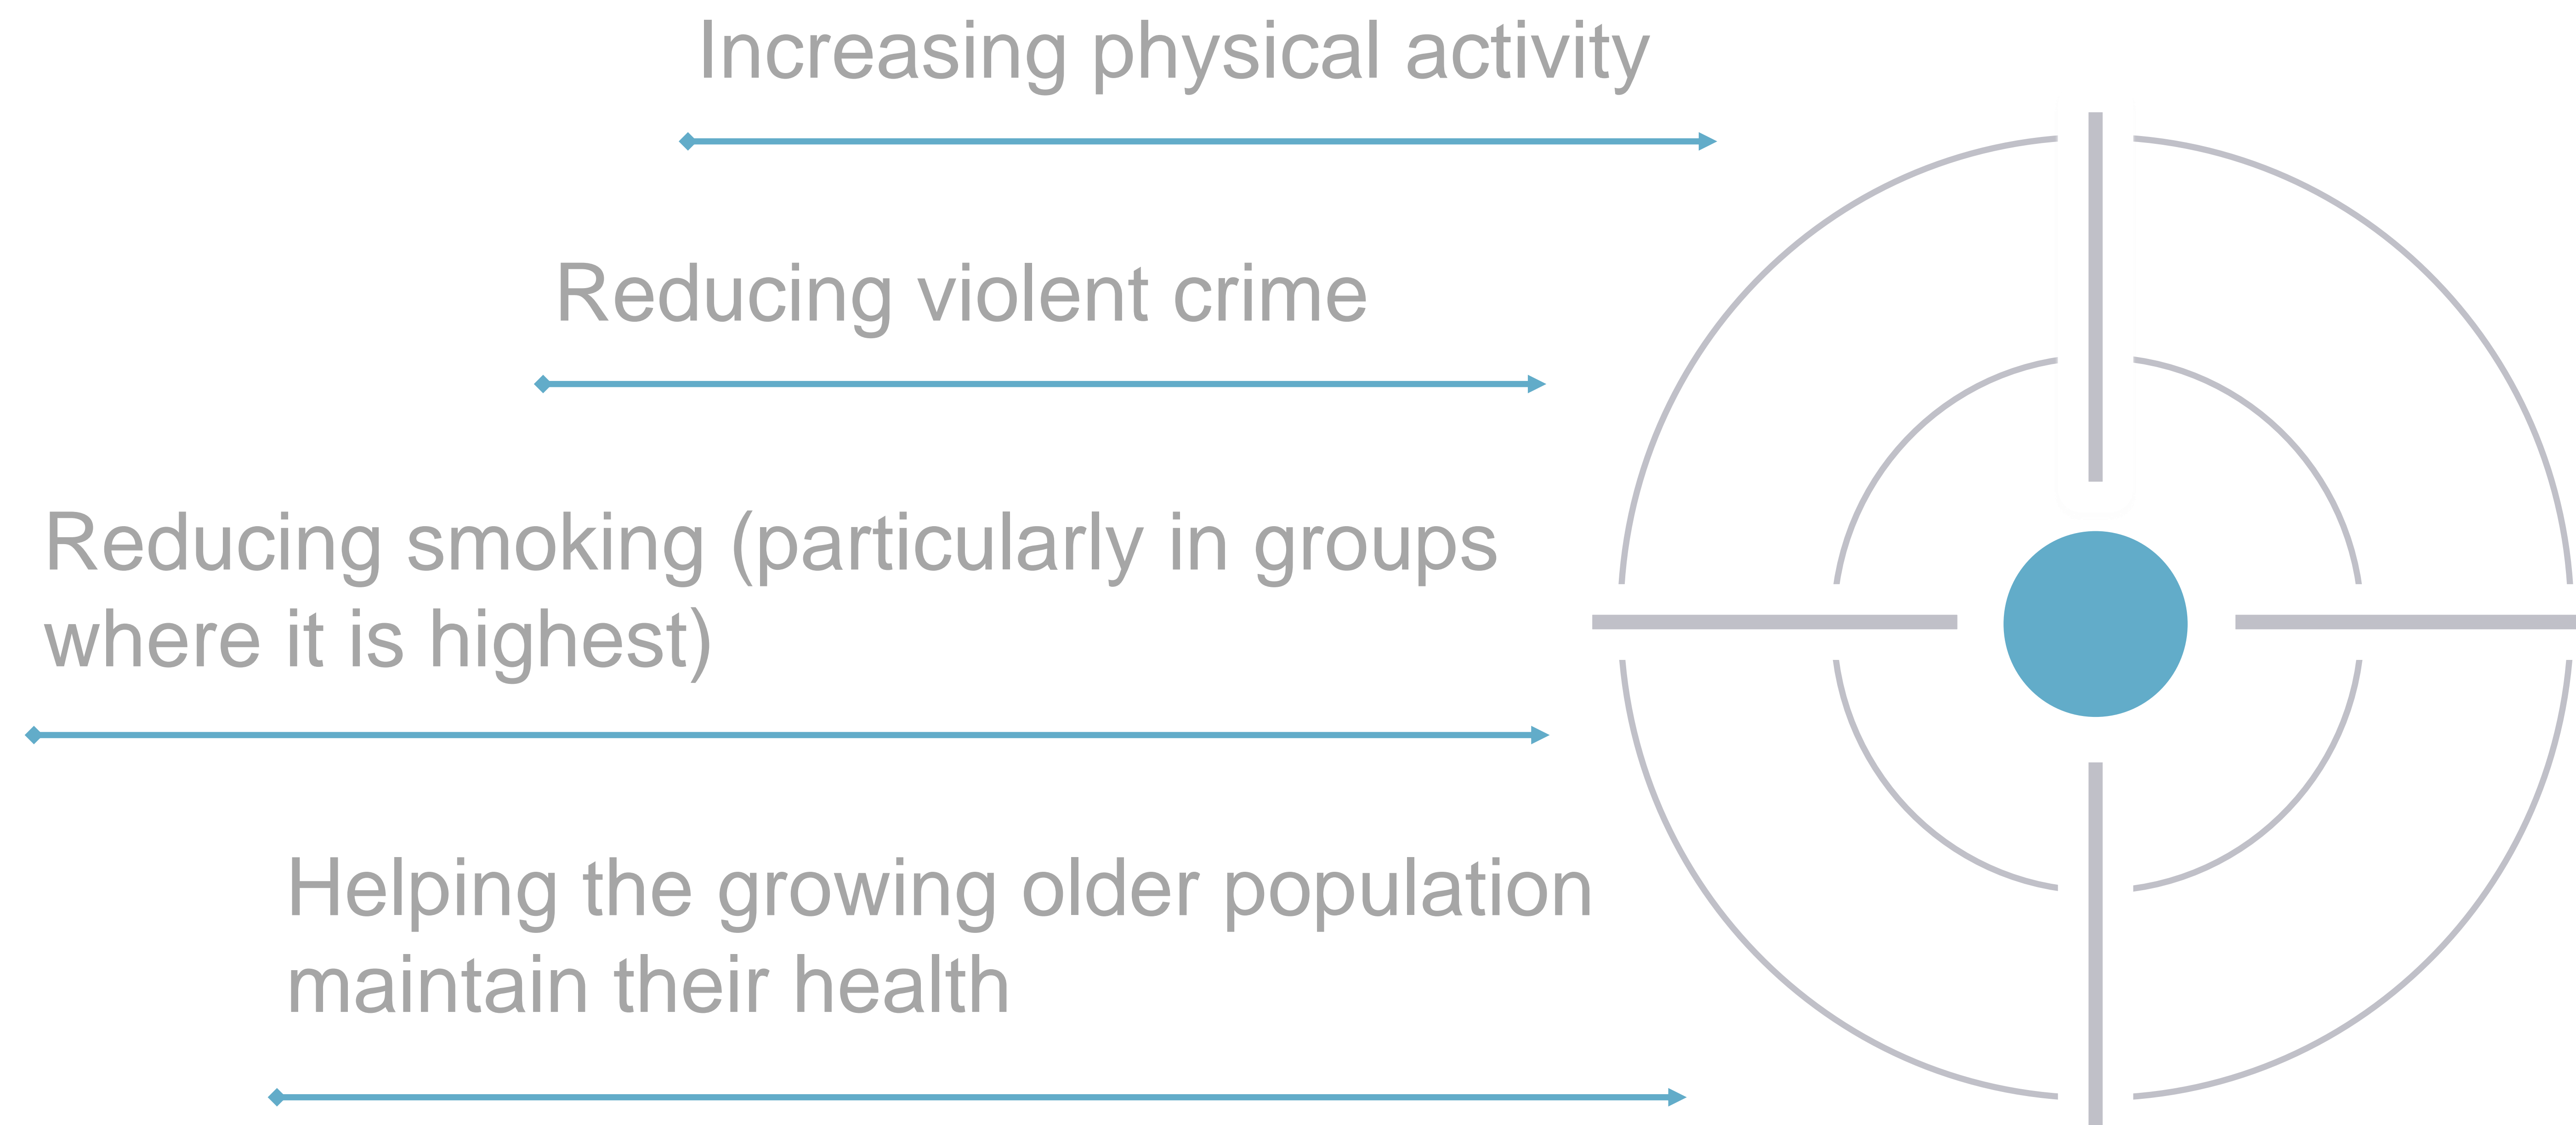 Increasing physical activity
Reducing violent crime
Reducing smoking (particularly in groups
where it is highest)
Helping the growing older population
maintain their health